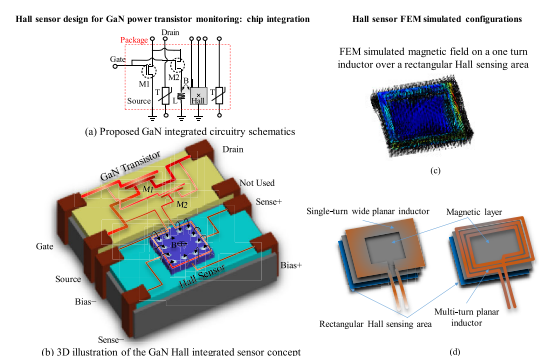 Hall sensor design for GaN power transistor monitoring: chip integration
Hall sensor FEM simulated configurations
Drain
Package
Gate
M2
M1
B
T
L
T
Source
Hall
(a) Proposed GaN integrated circuitry schematics
FEM simulated magnetic field on a one turn
inductor over a rectangular Hall sensing area
(c)
GaN Transistor
Drain
M1
M2
Not Used
Sense+
B
Gate
Hall Sensor
Bias+
Source
Bias−
Sense−
(b) 3D illustration of the GaN Hall integrated sensor concept
Single-turn wide planar inductor
Magnetic layer
Multi-turn planar
inductor
Rectangular Hall sensing area
(d)